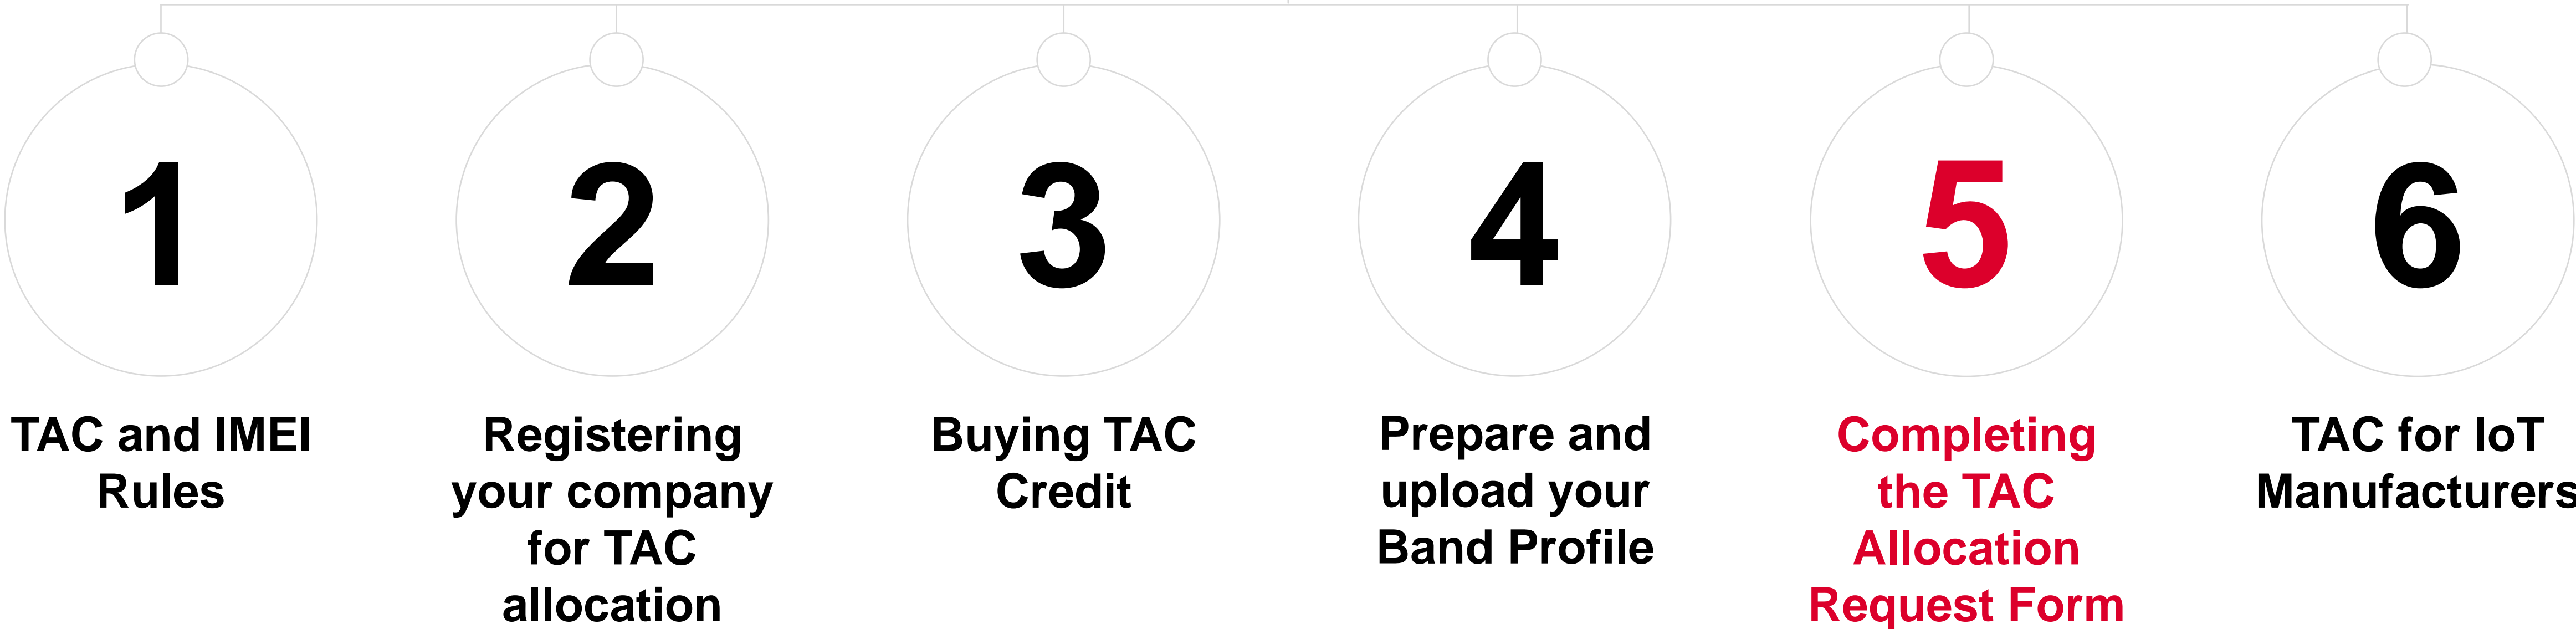 1
TAC and IMEI
Rules
2
Registering
your company
for TAC
allocation
3
Buying TAC
Credit
4
Prepare and
upload your
Band Profile
5
Completing
the TAC
Allocation
Request Form
6
TAC for IoT
Manufacturers